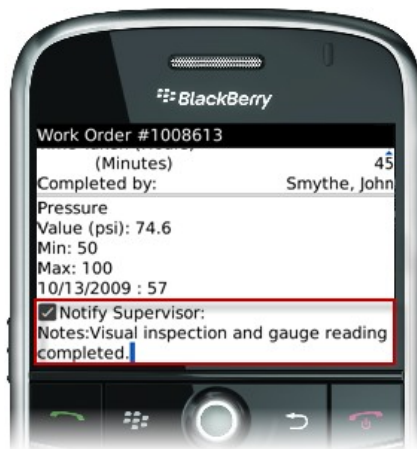 BlackBerry
Work Order #1008613
(Minutes) 45
Completed by: Smythe, John
Pressure
Value (psi): 74.6
Min: 50
Max: 100
10/13/2009 : 57
Notify Supervisor:
Notes:Visual inspection and gauge reading
completed.